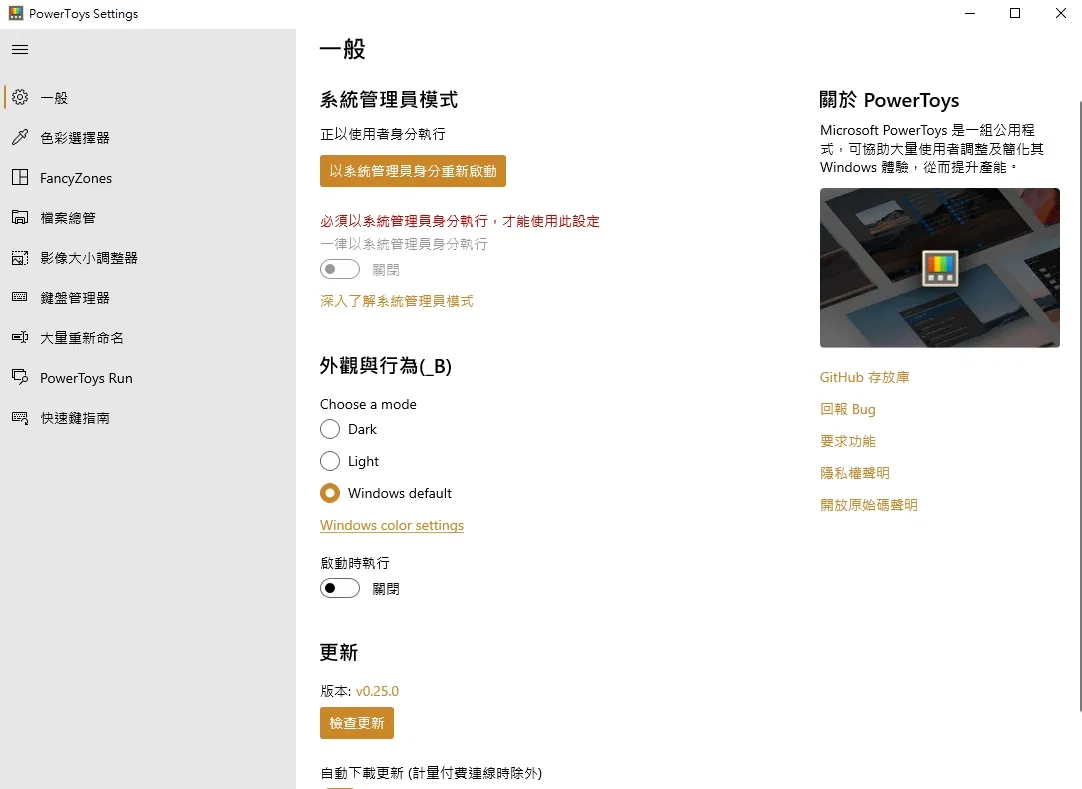 PowerToys Settings
一般
色彩選擇器
FancyZones
檔案總管
影像大小調整器
鍵盤管理器
大量重新命名
PowerToys Run
快速鍵指南
一般
系統管理員模式
正以使用者身分執行
以系統管理員身分重新啟動
必須以系統管理員身分執行，才能使用此設定
一律以系統管理員身分執行
關閉
深入了解系統管理員模式
外觀與行為(_B)
Choose a mode
Dark
Light
Windows default
Windows color settings
啟動時執行
關閉
更新
版本: v0.25.0
檢查更新
自動下載更新 (計量付費連線時除外)
關於 PowerToys
Microsoft PowerToys 是一組公用程
式，可協助大量使用者調整及簡化其
Windows 體驗，從而提升產能。
GitHub 存放庫
回報 Bug
要求功能
隱私權聲明
開放原始碼聲明